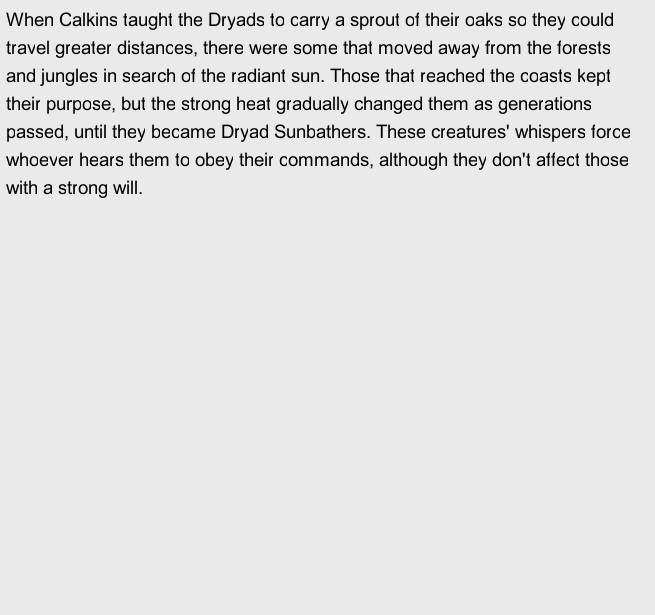 When Calkins taught the Dryads to carry a sprout of their oaks so they could
travel greater distances, there were some that moved away from the forests
and jungles in search of the radiant sun. Those that reached the coasts kept
their purpose, but the strong heat gradually changed them as generations
passed, until they became Dryad Sunbathers. These creatures' whispers force
whoever hears them to obey their commands, although they don't affect those
with a strong will.